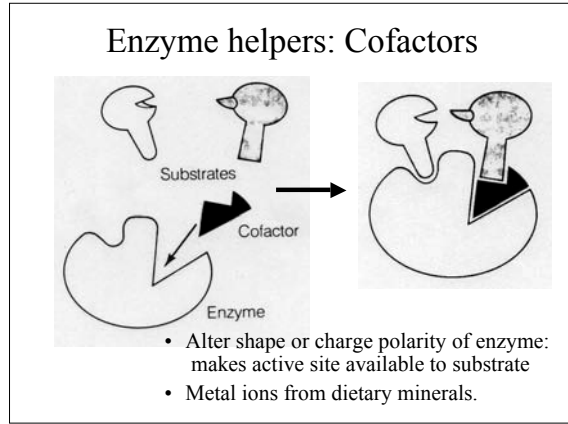 Enzyme helpers: Cofactors
Substrates
Cofactor
Enzyme
• Alter shape or charge polarity of enzyme:
makes active site available to substrate
• Metal ions from dietary minerals.